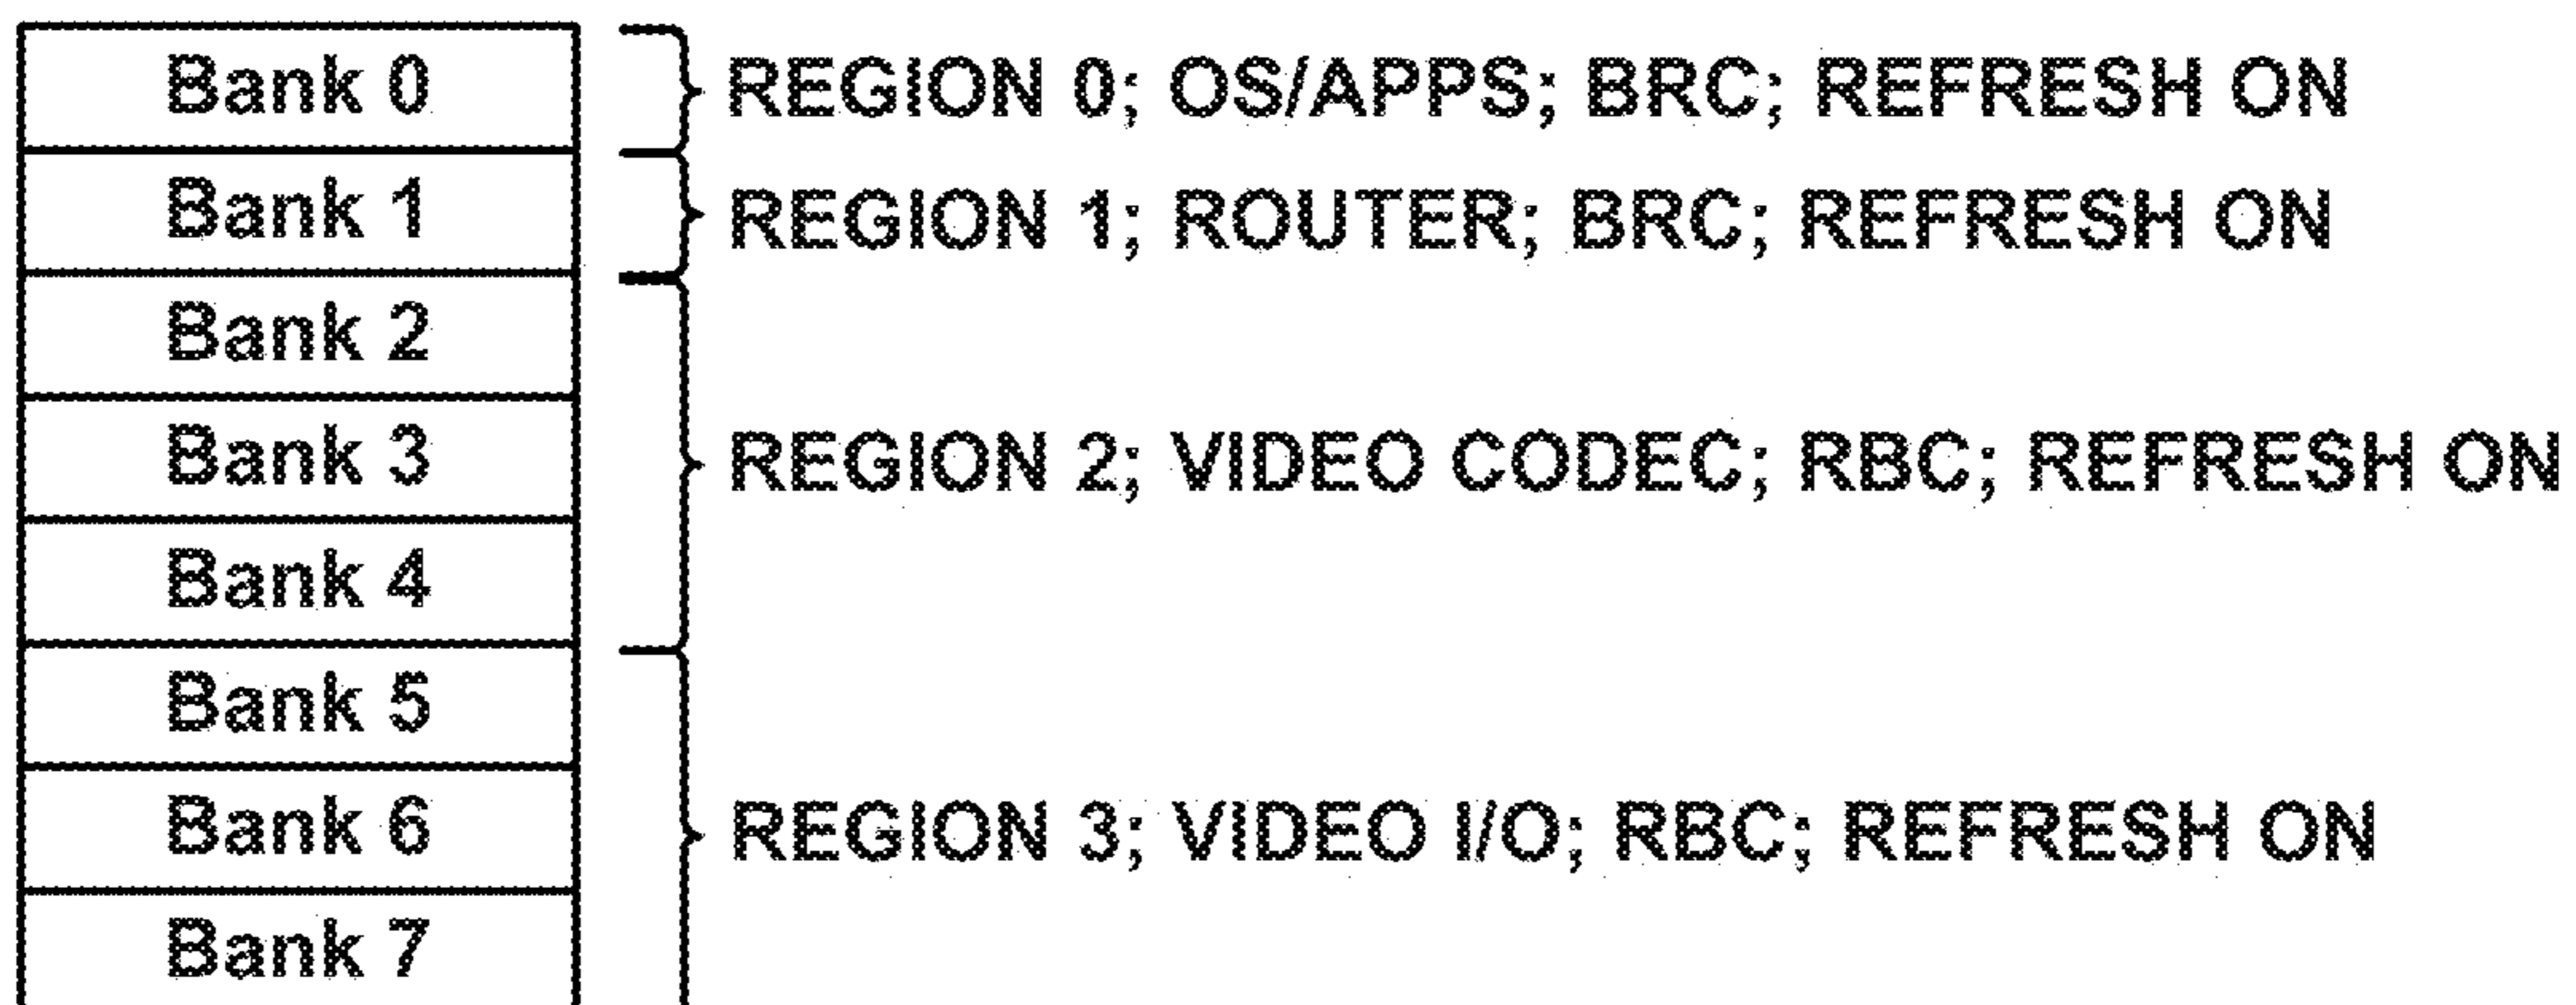 Bank 0
REGION 0; OS/APPS; BRC; REFRESH ON
Bank 1
REGION 1; ROUTER; BRC; REFRESH ON
Bank 2
Bank 3
REGION 2; VIDEO CODEC; RBC; REFRESH ON
Bank 4
Bank 5
Bank 6
REGION 3; VIDEO I/O; RBC; REFRESH ON
Bank 7